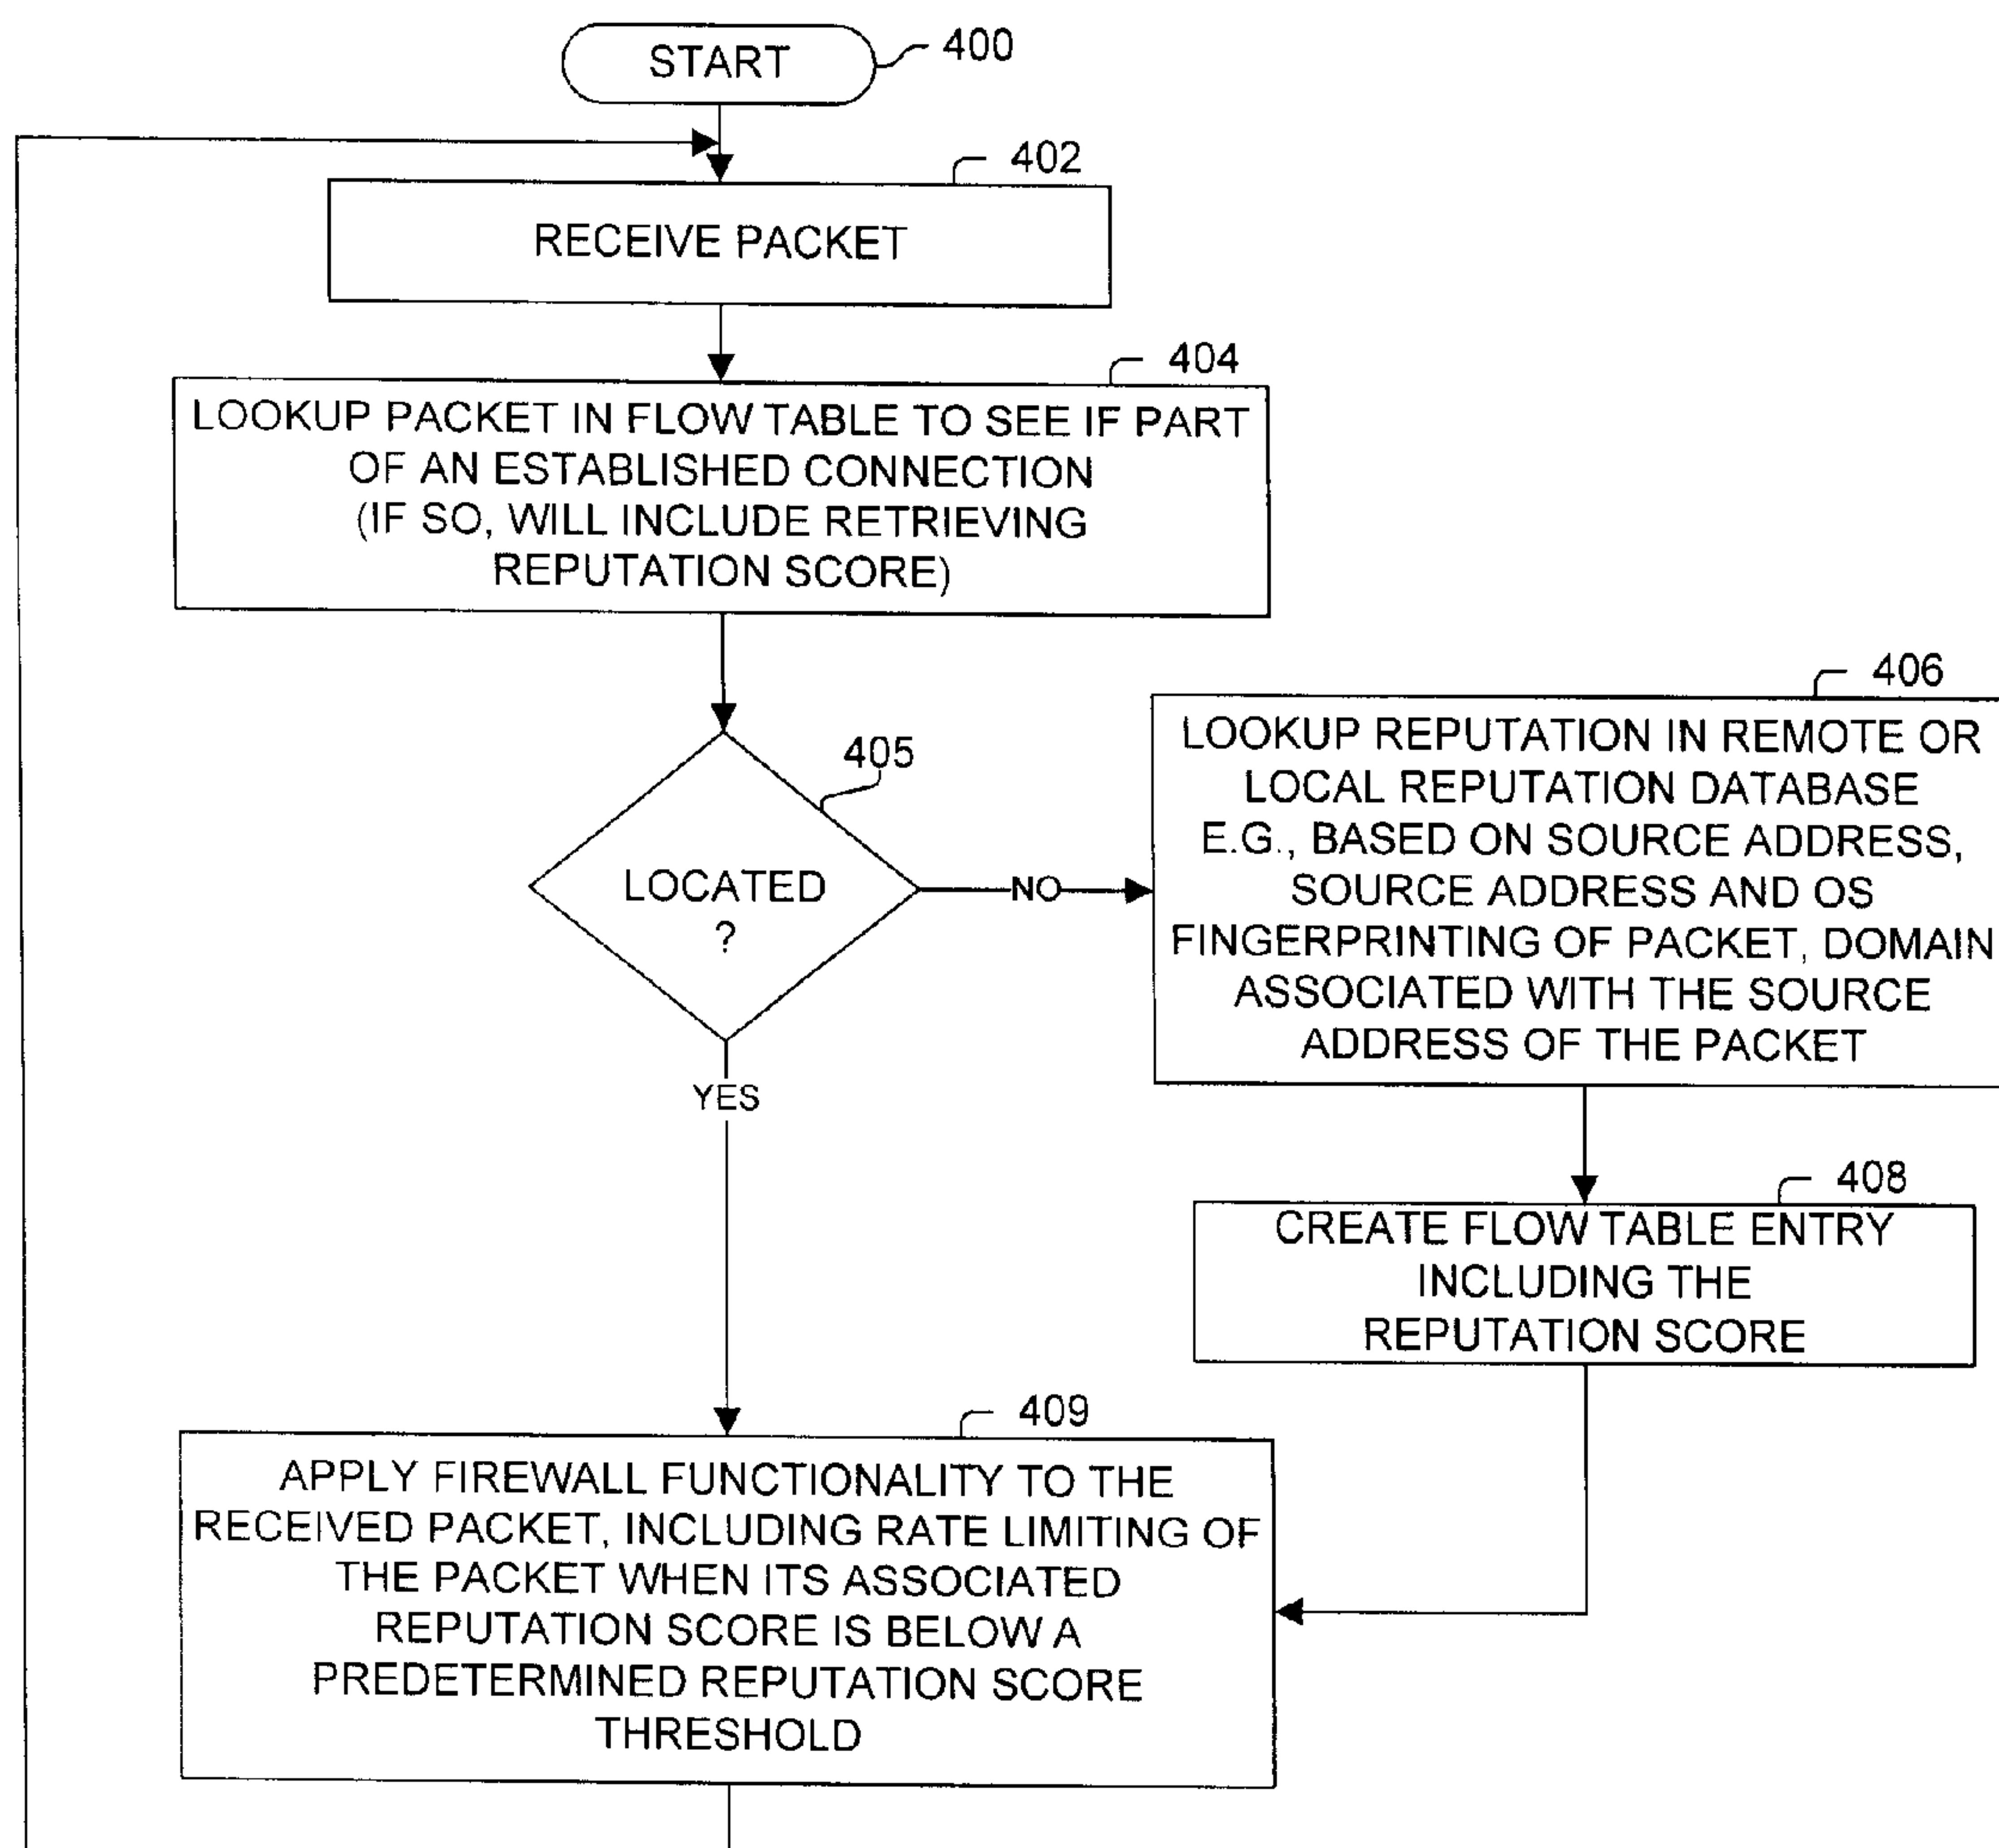 START
400
402
RECEIVE PACKET
404
LOOKUP PACKET IN FLOW TABLE TO SEE IF PART
OF AN ESTABLISHED CONNECTION
(IF SO, WILL INCLUDE RETRIEVING
REPUTATION SCORE)
405
LOCATED
?
NO
YES
406
LOOKUP REPUTATION IN REMOTE OR
LOCAL REPUTATION DATABASE
E.G., BASED ON SOURCE ADDRESS,
SOURCE ADDRESS AND OS
FINGERPRINTING OF PACKET, DOMAIN
ASSOCIATED WITH THE SOURCE
ADDRESS OF THE PACKET
408
CREATE FLOW TABLE ENTRY
INCLUDING THE
REPUTATION SCORE
409
APPLY FIREWALL FUNCTIONALITY TO THE
RECEIVED PACKET, INCLUDING RATE LIMITING OF
THE PACKET WHEN ITS ASSOCIATED
REPUTATION SCORE IS BELOW A
PREDETERMINED REPUTATION SCORE
THRESHOLD